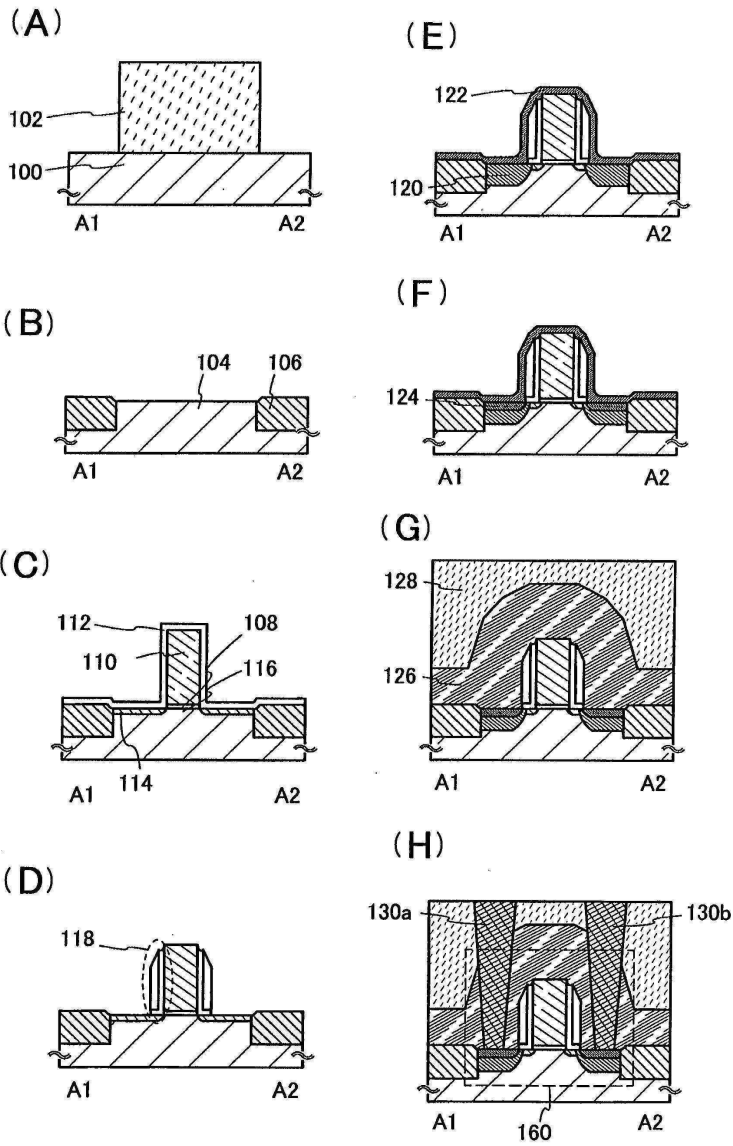 (A)
102
100
A1 A2
(B)
104 106
A1 A2
(C)
112
108
110
116
114
A1 A2
(D)
118
A1 A2
(E)
122
120
A1 A2
(F)
124
A1 A2
(G)
128
126
A1 A2
(H)
130a 130b
A1 A2
160